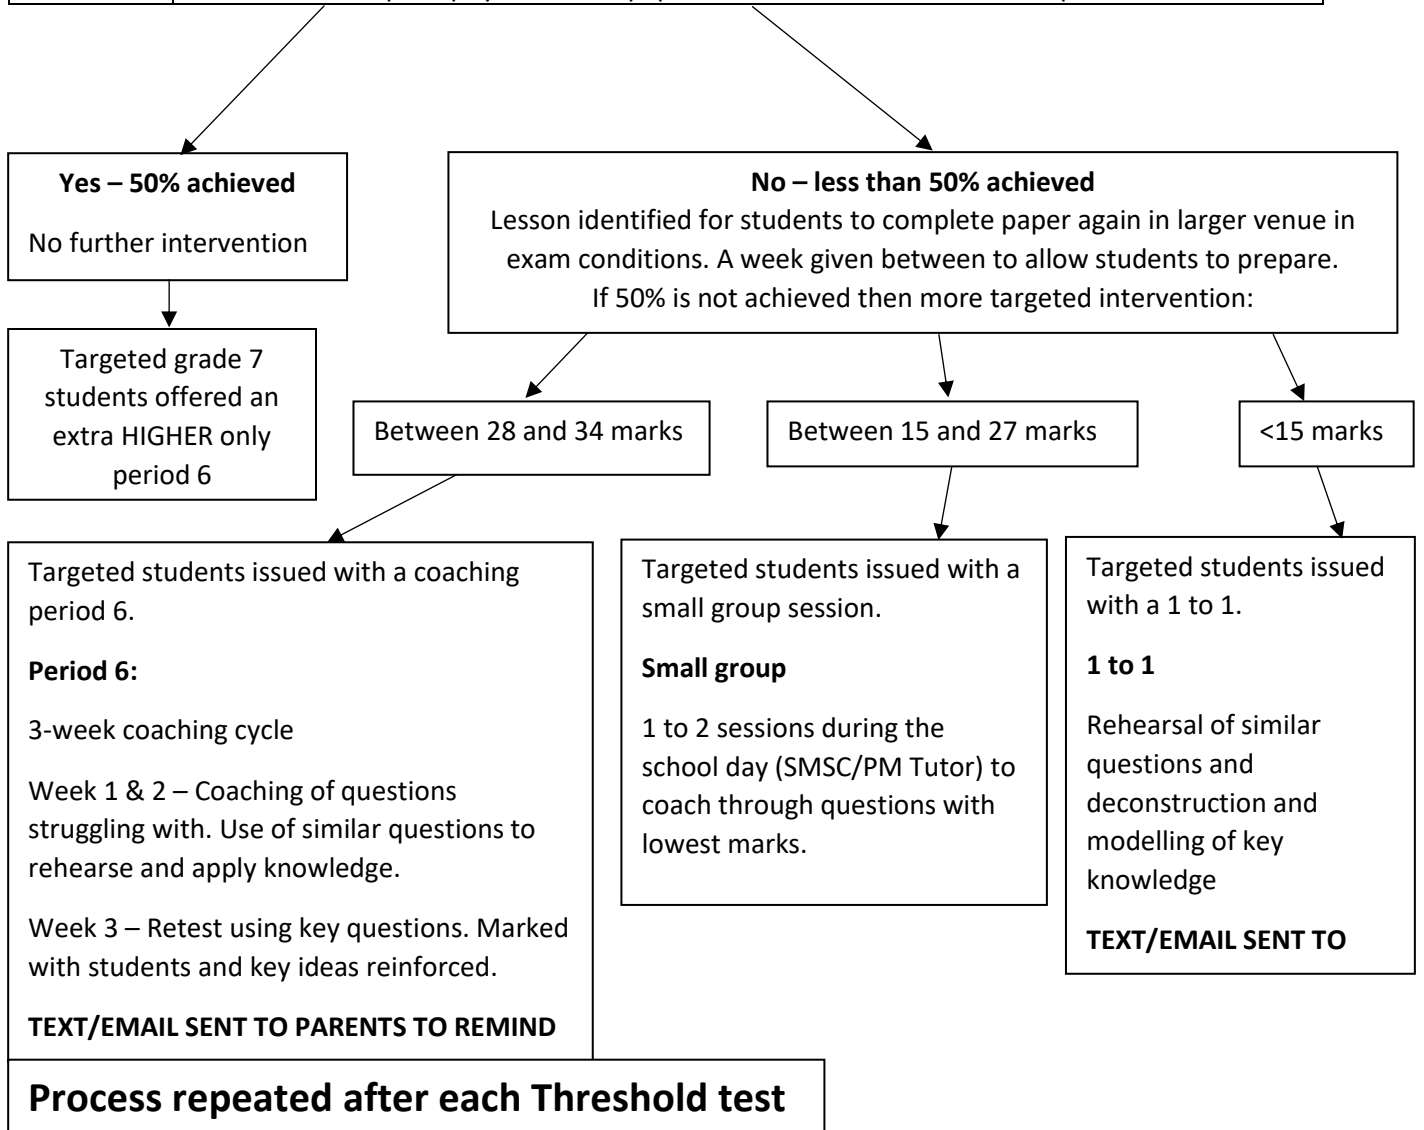 Yes – 50% achieved
No further intervention
No – less than 50% achieved
Lesson identified for students to complete paper again in larger venue in
exam conditions. A week given between to allow students to prepare.
If 50% is not achieved then more targeted intervention:
Targeted grade 7
students offered an
extra HIGHER only
period 6
Between 28 and 34 marks
Between 15 and 27 marks
<15 marks
Targeted students issued with a coaching
period 6.
Period 6:
3-week coaching cycle
Week 1 & 2 – Coaching of questions
struggling with. Use of similar questions to
rehearse and apply knowledge.
Week 3 – Retest using key questions. Marked
with students and key ideas reinforced.
TEXT/EMAIL SENT TO PARENTS TO REMIND
Targeted students issued with a
small group session.
Small group
1 to 2 sessions during the
school day (SMSC/PM Tutor) to
coach through questions with
lowest marks.
Targeted students issued
with a 1 to 1.
1 to 1
Rehearsal of similar
questions and
deconstruction and
modelling of key
knowledge
TEXT/EMAIL SENT TO
Process repeated after each Threshold test